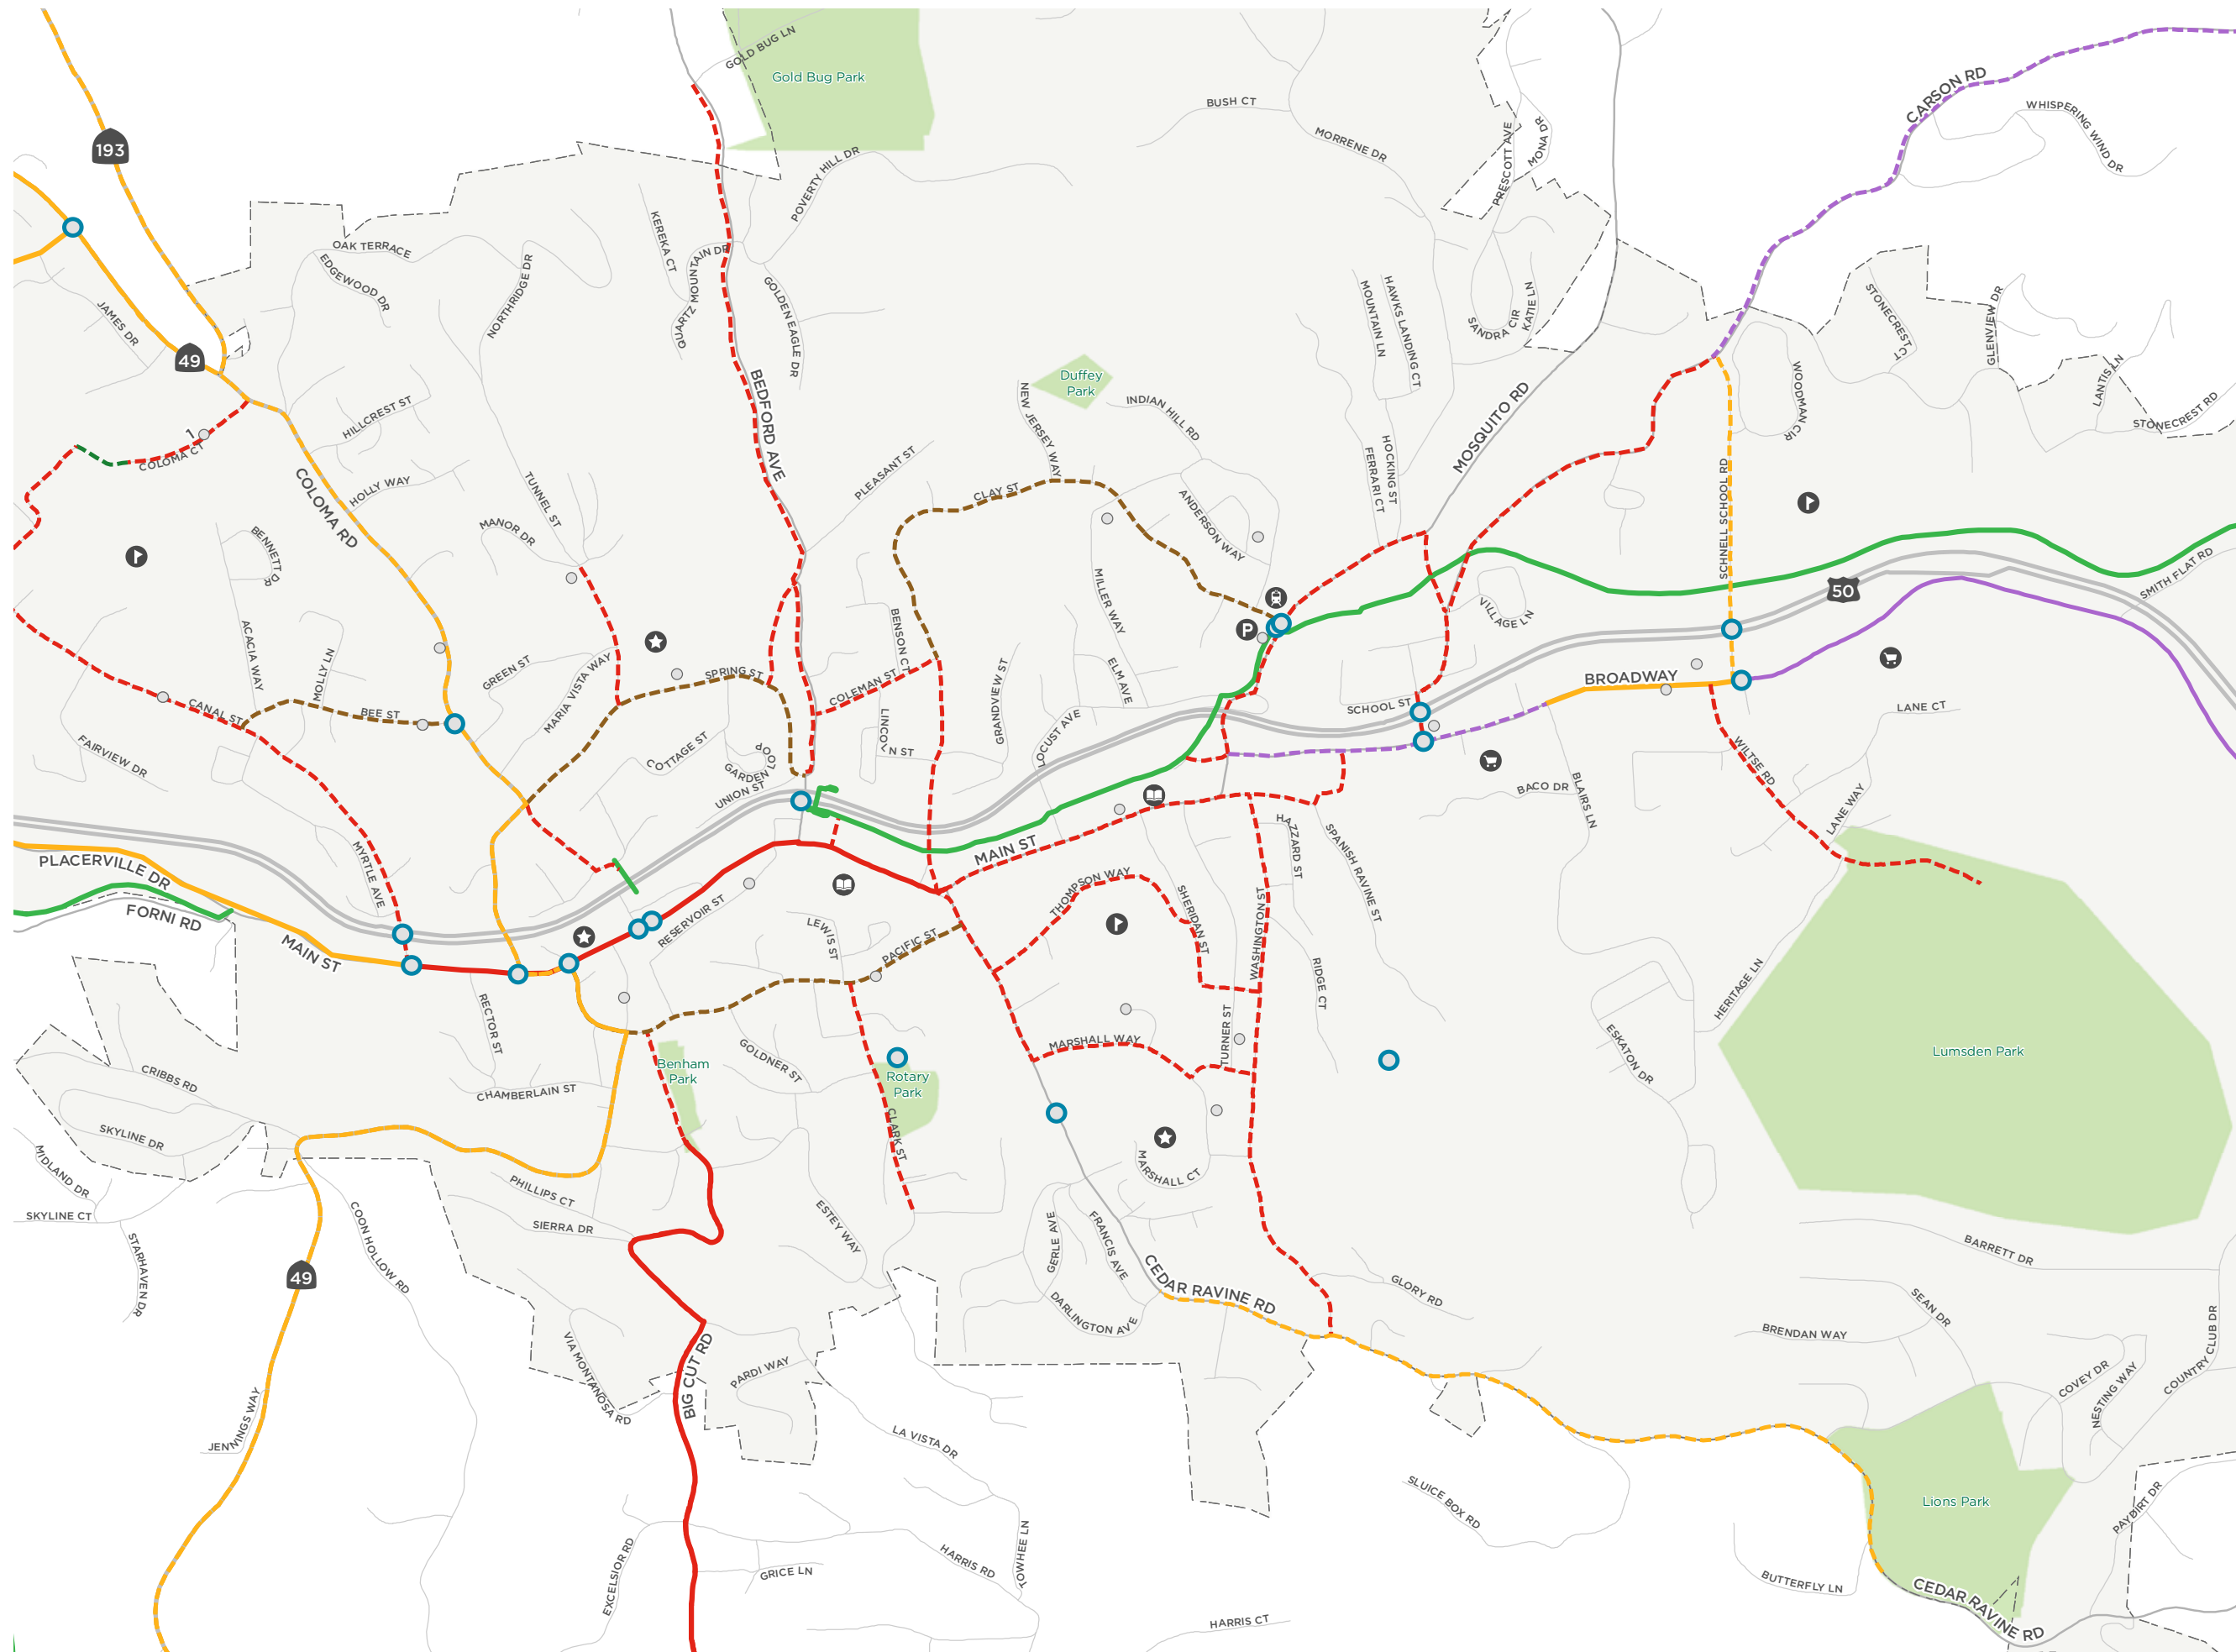 GOLD BUG LN
Gold Bug Park
CARSON RD
WHISPERING WIND DR
BUSH CT
MORRENE DR
PRESCOTT AVE
MONA DR
193
POVERTY HILL DR
KEREKA CT
OAK TERRACE
EDGEWOOD DR
NORTHRIDGE DR
QUARTZ MOUNTAIN DR
GOLDEN EAGLE DR
MOUNTAIN LN
HAWKS LANDING CT
SANDRA CIR
KATIE LN
STONECREST CT
GLENVIEW DR
JAMES DR
49
LANTIS LN
STONECREST RD
WOODMAN CIR
Duffey
Park
BEDFORD AVE
NEW JERSEY WAY
INDIAN HILL RD
MOSQUITO RD
HILLCREST ST
1
COLOMA CT
COLOMA RD
HOLLY WAY
TUNNEL ST
MANOR DR
PLEASANT ST
CLAY ST
ANDERSON WAY
FERRARI CT
HOCKING ST
SCHNELL SCHOOL RD
BENNETT DR
50
SMITH FLAT RD
MILLER WAY
VILLAGE LN
P
ACACIA WAY
MOLLY LN
GREEN ST
MARIA VISTA WAY
SPRING ST
BENSON CT
COLEMAN ST
GRANDVIEW ST
ELM AVE
BROADWAY
SCHOOL ST
LANE CT
CANAL ST
BEE ST
LINCOLN ST
LOCUST AVE
FAIRVIEW DR
COTTAGE ST
GARDEN LOOP
UNION ST
WILTSE RD
BACO DR
BLAIRS LN
LANE WAY
MYRTLE AVE
PLACERVILLE DR
FORNI RD
MAIN ST
MAIN ST
HAZZARD ST
SPANISH RAVINE ST
THOMPSON WAY
SHERIDAN ST
WASHINGTON ST
RESERVOIR ST
LEWIS ST
PACIFIC ST
RIDGE CT
HERITAGE LN
RECTOR ST
TURNER ST
MARSHALL WAY
ESKATON DR
Lumsden Park
GOLDNER ST
Benham
Park
Rotary
Park
CRIBBS RD
CHAMBERLAIN ST
CLARK ST
SKYLINE DR
MIDLAND DR
MARSHALL CT
PHILLIPS CT
SKYLINE CT
SIERRA DR
ESTEY WAY
COON HOLLOW RD
STARHAVEN DR
GERLE AVE
FRANCIS AVE
BARRETT DR
49
CEDAR RAVINE RD
GLORY RD
DARLINGTON AVE
SEAN DR
BRENDAN WAY
COUNTRY CLUB DR
VIA MONTANOSA RD
BIG CUT RD
PARDI WAY
COVEY DR
NESTING WAY
JENNINGS WAY
LA VISTA DR
SLUICE BOX RD
Lions Park
PAYDIRT DR
EXCELSIOR RD
GRICE LN
HARRIS RD
TOWHEE LN
BUTTERFLY LN
CEDAR RAVINE RD
HARRIS CT